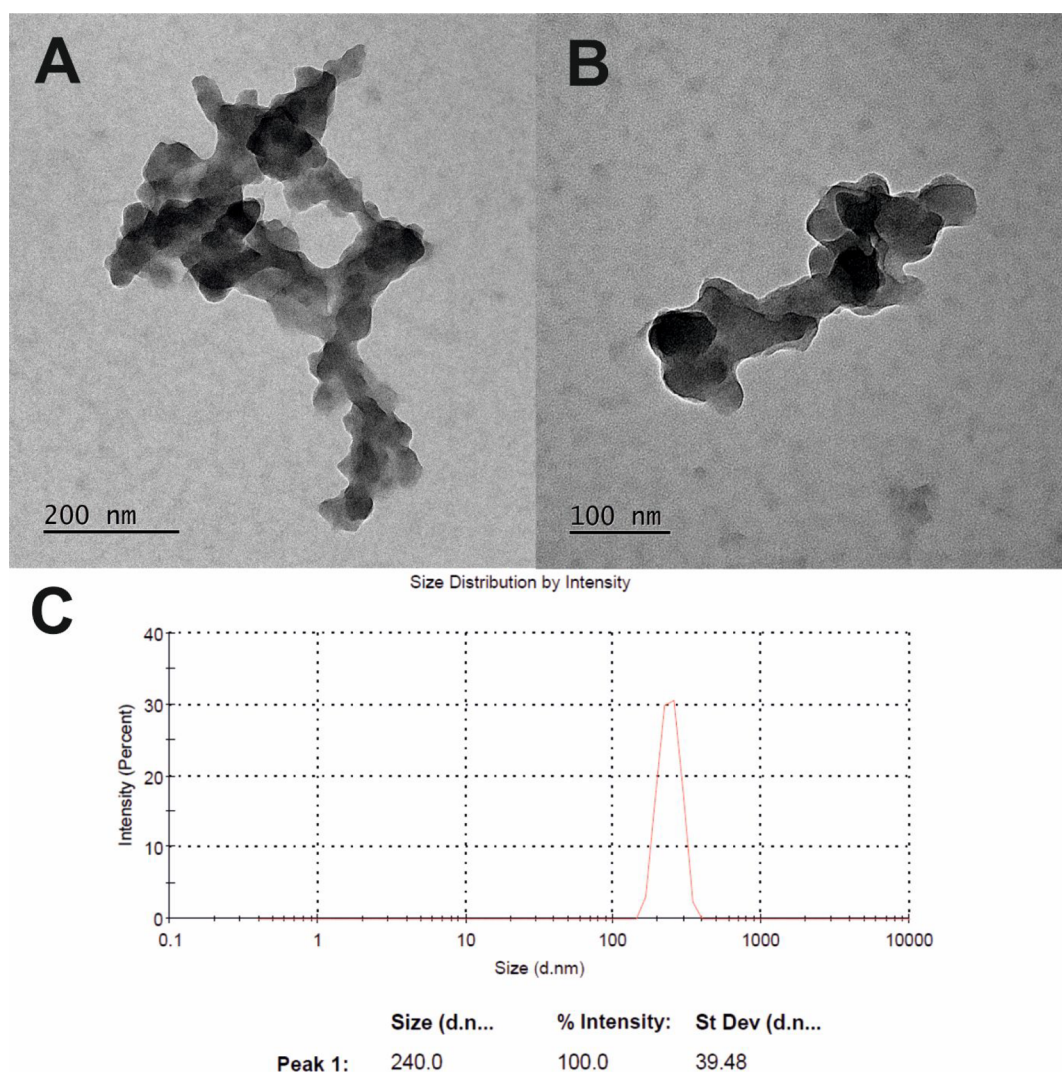 A
B
200 nm
100 nm
C
Size Distribution by Intensity
Intensity (Percent)
40
30
20
10
0
0.1 1 10 100 1000 10000
Size (d.nm)
Size (d.n... % Intensity: St Dev (d.n...
Peak 1: 240.0 100.0 39.48